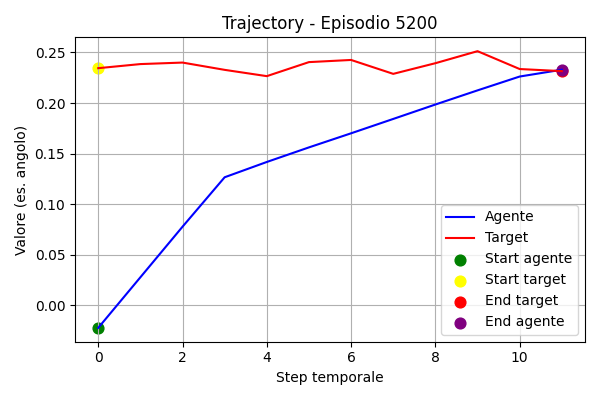 Trajectory - Episodio 5200
Valore (es. angolo)
0.25
0.20
0.15
0.10
0.05
0.00
0
2
4
6
8
10
Step temporale
Agente
Target
Start agente
Start target
End target
End agente